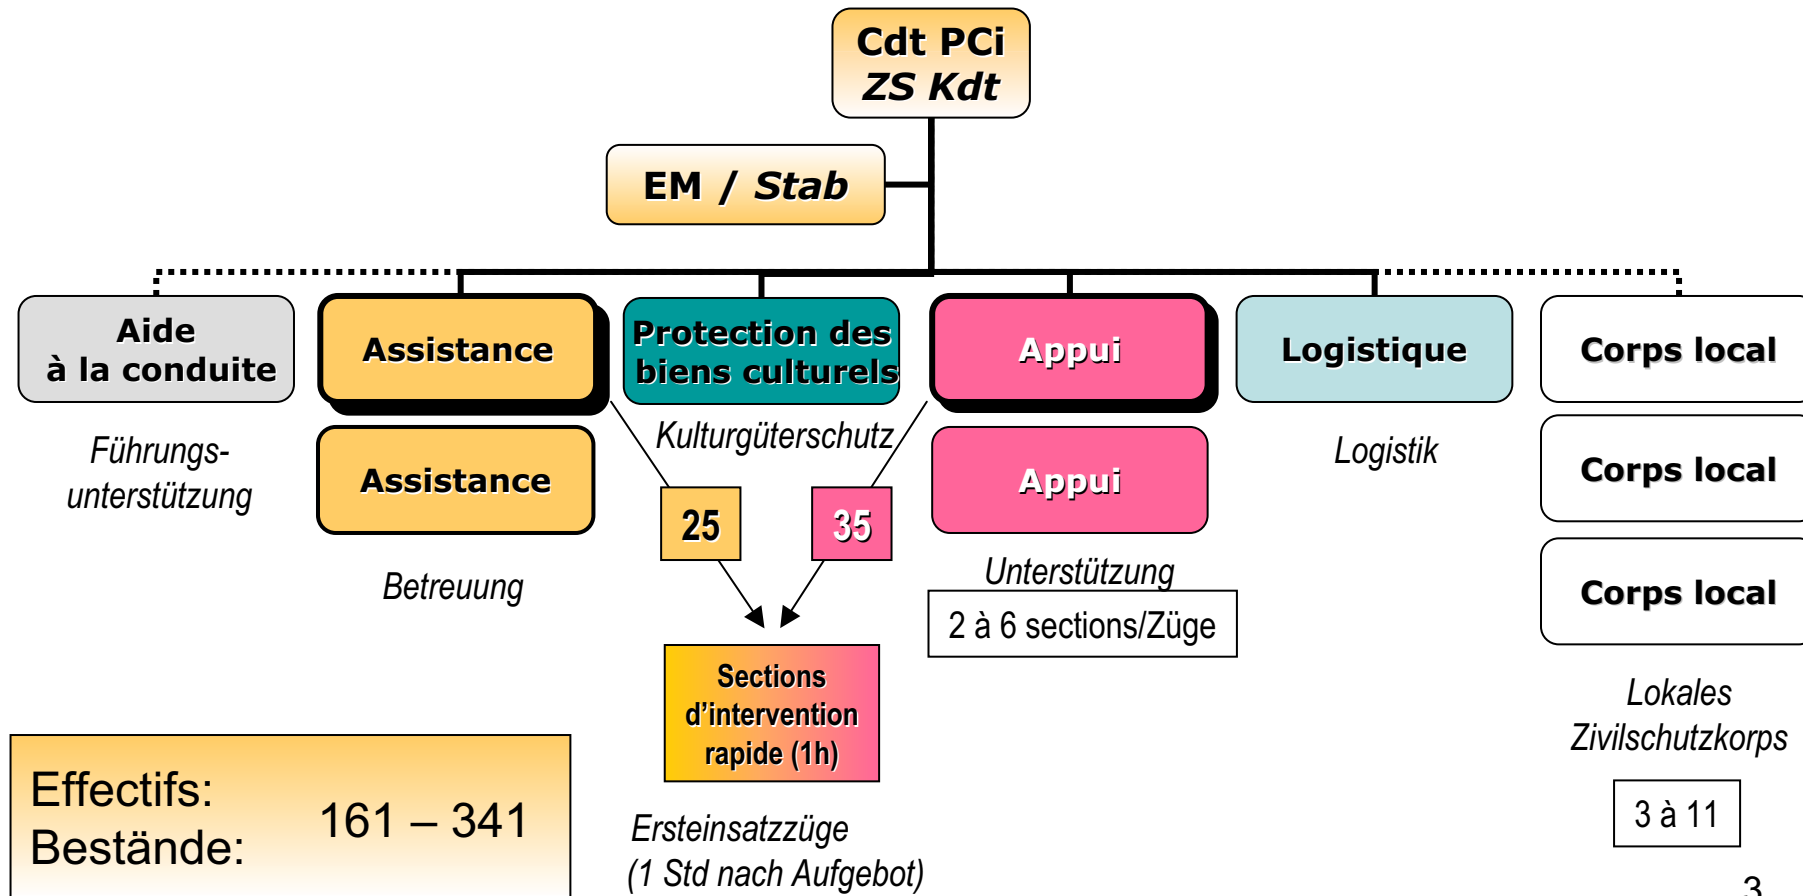 Cdt PCi
ZS Kdt
EM / Stab
Aide
à la conduite
Führungs-
unterstützung
Assistance
Assistance
Betreuung
Protection des
biens culturels
Kulturgüterschutz
25
35
Sections
d’intervention
rapide (1h)
Ersteinsatzzüge
(1 Std nach Aufgebot)
Appui
Appui
Unterstützung
2 à 6 sections/Züge
Logistique
Logistik
Corps local
Corps local
Corps local
Lokales
Zivilschutzkorps
3 à 11
Effectifs:
Bestände:
161 – 341
3